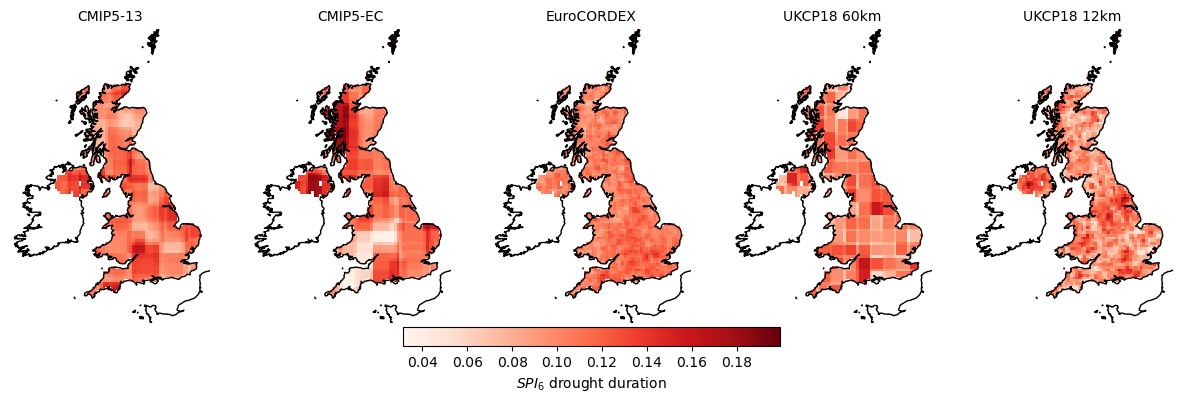 CMIP5-13 CMIP5-EC EuroCORDEX UKCP18 60km UKCP18 12km
0.04 0.06 0.08 0.10 0.12 0.14 0.16 0.18
SPI₆ drought duration